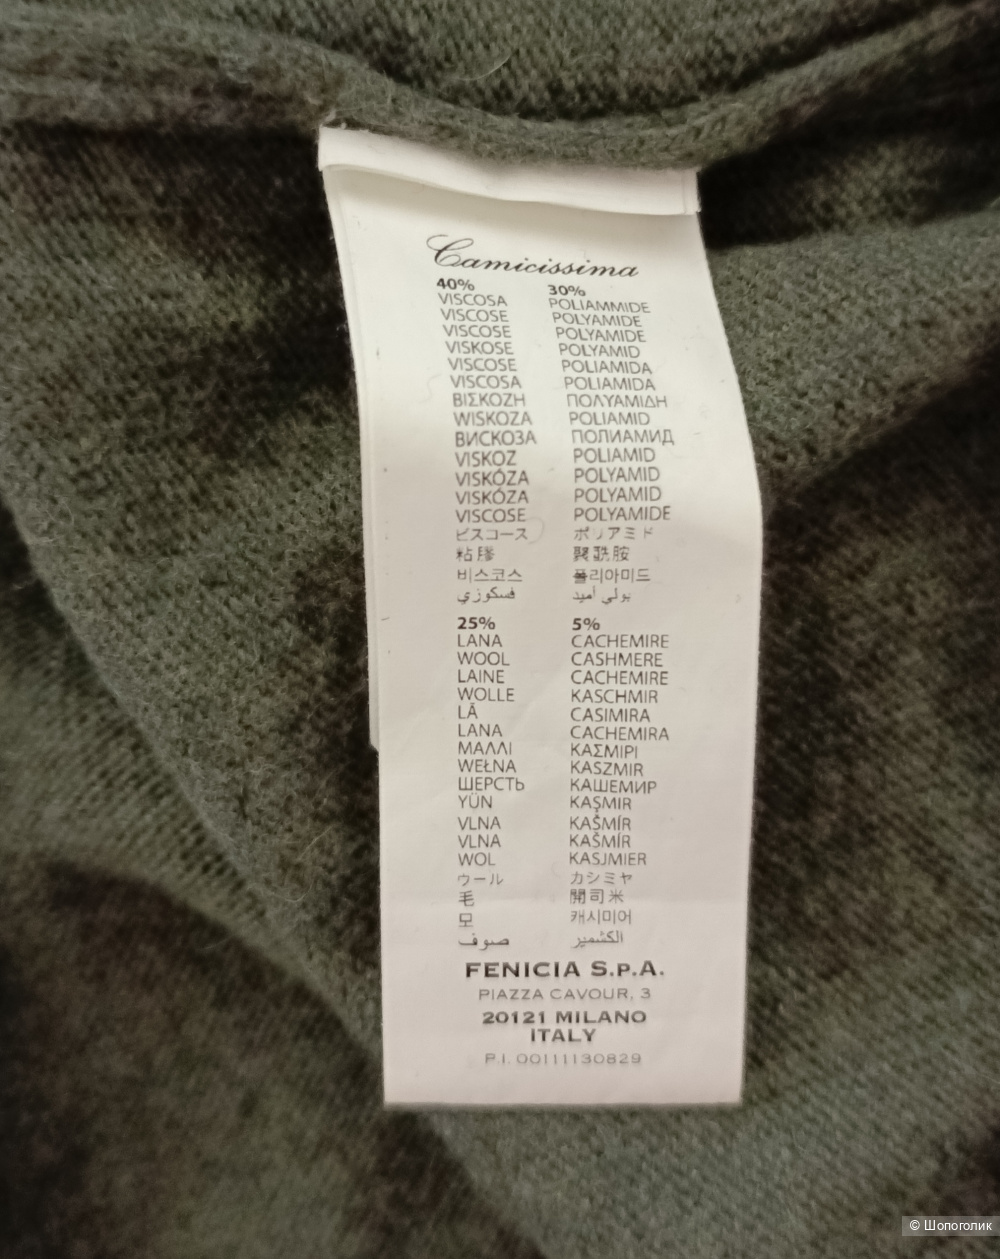 Camicissima
40% 30%
VISCOSA POLIAMMIDE
VISCOSE POLYAMIDE
VISCOSE POLYAMIDE
VISKOSE POLYAMID
VISCOSE POLIAMIDA
VISCOSA POLIAMIDA
ΒΙΣΚΟΖΗ ΠΟΛΥΑΜΙΔΗ
WISKOZA POLIAMID
ВИСКОЗА ПОЛИАМИД
VISKOZ POLIAMID
VISKÓZA POLYAMID
VISKÓZA POLYAMID
VISCOSE POLYAMIDE
ビスコース ポリアミド
粘膠 聚酰胺
비스코스 폴리아미드
فسكوزي بولي أميد
25% 5%
LANA CACHEMIRE
WOOL CASHMERE
LAINE CACHEMIRE
WOLLE KASCHMIR
LÃ CASIMIRA
LANA CACHEMIRA
ΜΑΛΛΙ ΚΑΣΜΙΡΙ
WEŁNA KASZMIR
ШЕРСТЬ КАШЕМИР
YÜN KAŞMIR
VLNA KAŠMÍR
VLNA KAŠMÍR
WOL KASJMIER
ウール カシミヤ
毛 開司米
모 캐시미어
صوف الكشمير
FENICIA S.P.A.
PIAZZA CAVOUR, 3
20121 MILANO
ITALY
P.I. 00111130829
© Шопоголик